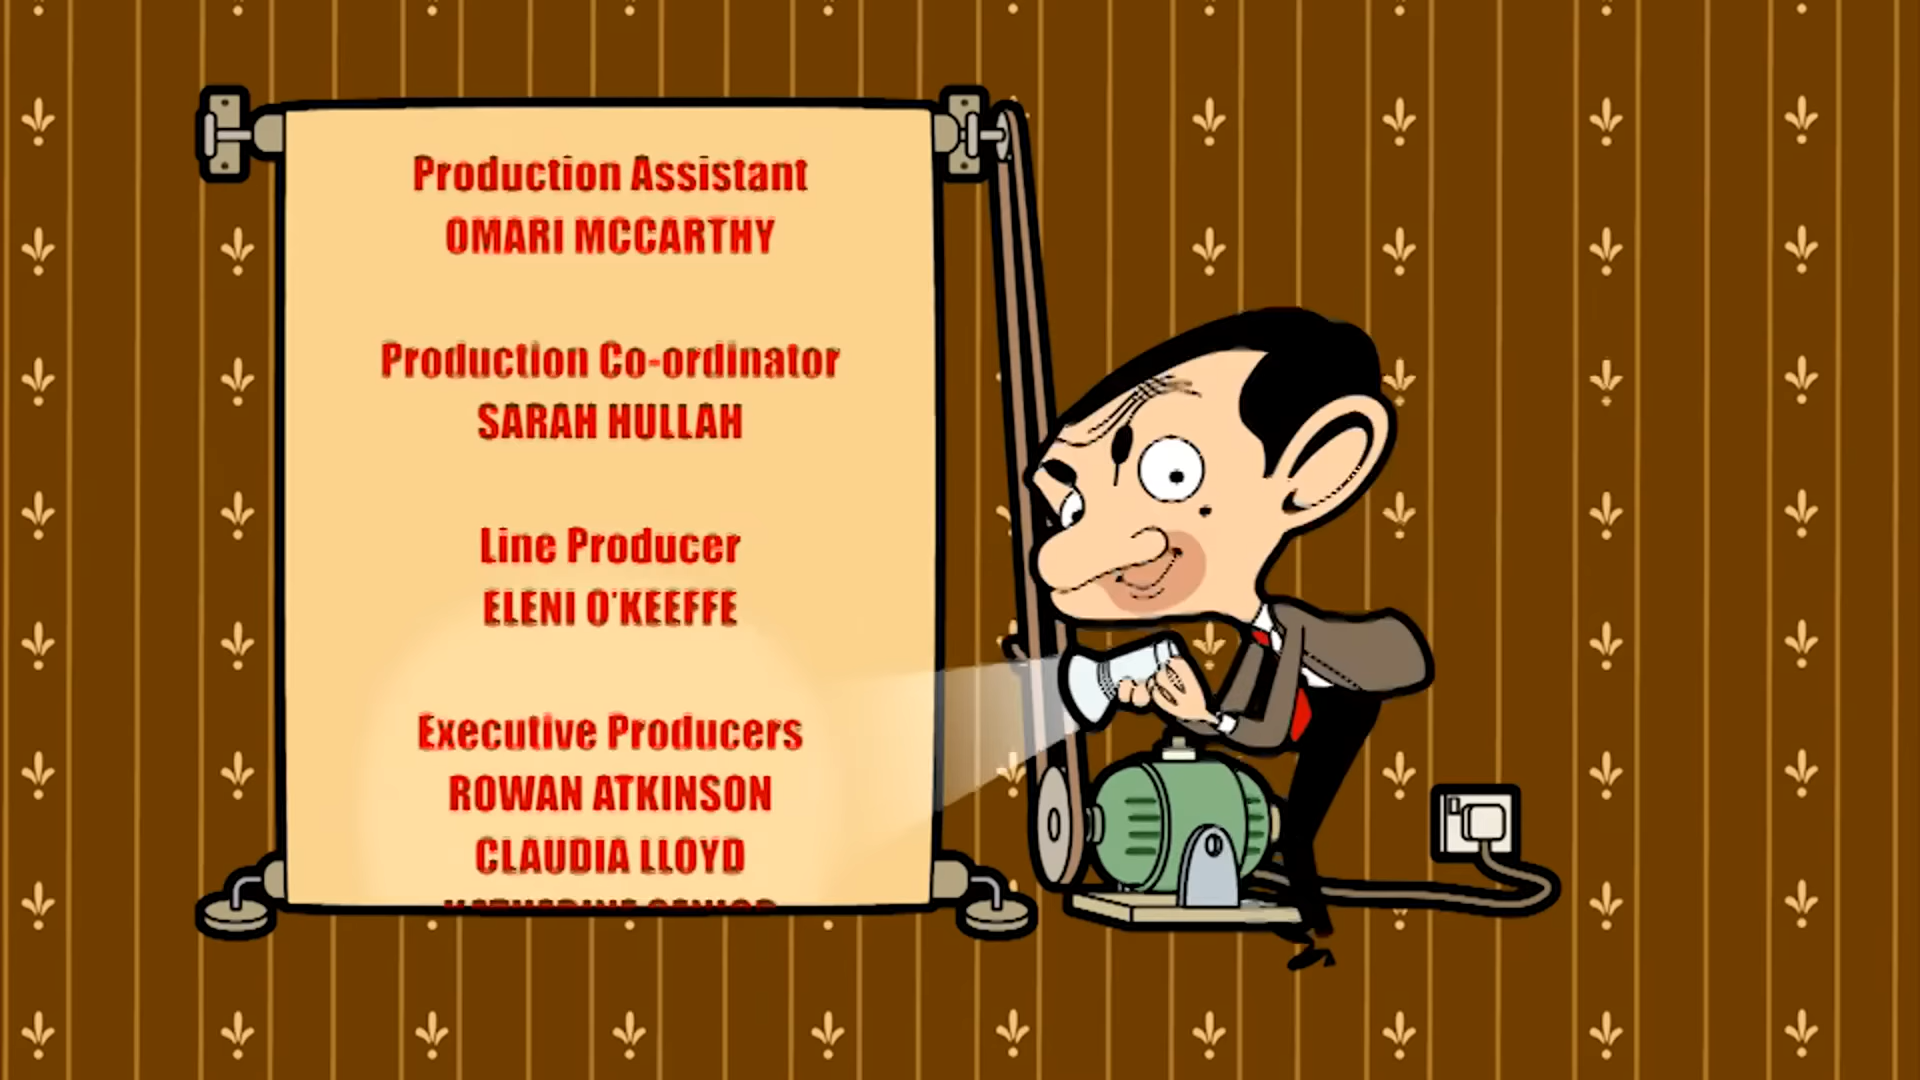 Production Assistant
OMARI MCCARTHY
Production Co-ordinator
SARAH HULLAH
Line Producer
ELENI O'KEEFFE
Executive Producers
ROWAN ATKINSON
CLAUDIA LLOYD